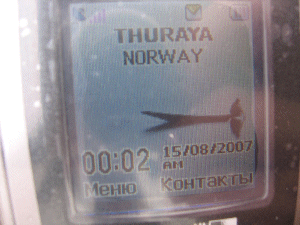 THURAYA
NORWAY
00:02 15/08/2007
AM
Меню Контакты